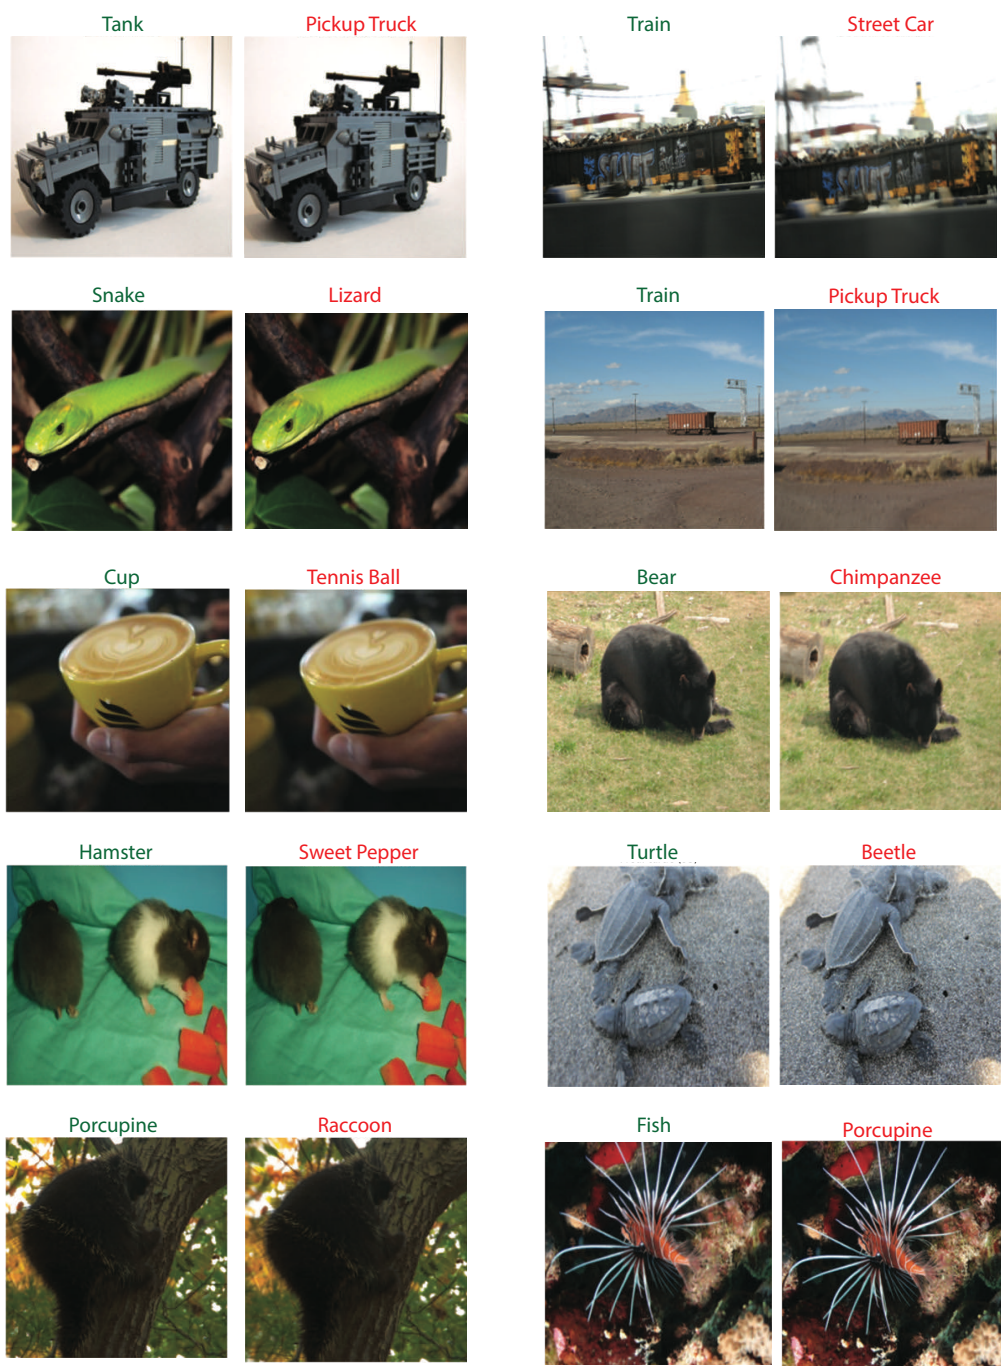 Tank Pickup Truck Train Street Car
Snake Lizard Train Pickup Truck
Cup Tennis Ball Bear Chimpanzee
Hamster Sweet Pepper Turtle Beetle
Porcupine Raccoon Fish Porcupine